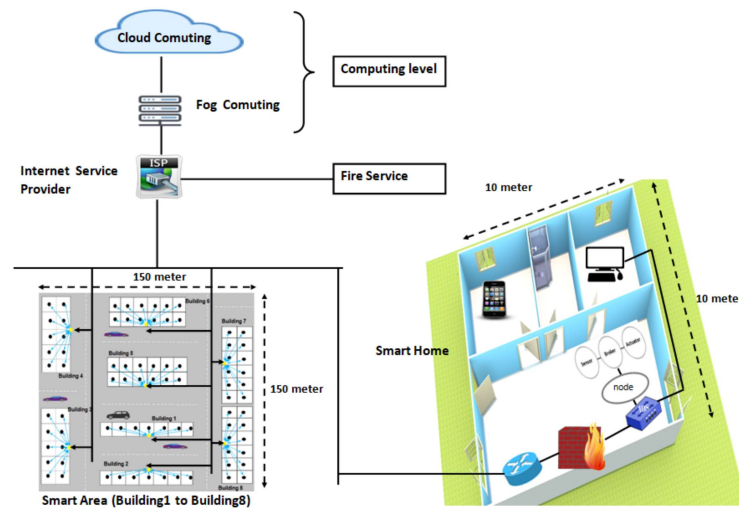 Cloud Comuting
Computing level
Fog Comuting
ISP
Internet Service
Provider
Fire Service
10 meter
150 meter
Building 6
Building 7
10 mete
Building 4
Building 5
Smart Home
Sensor
Broker
Actuator
150 meter
node
Building 3
Building 1
Building 2
Building 8
Smart Area (Building1 to Building8)